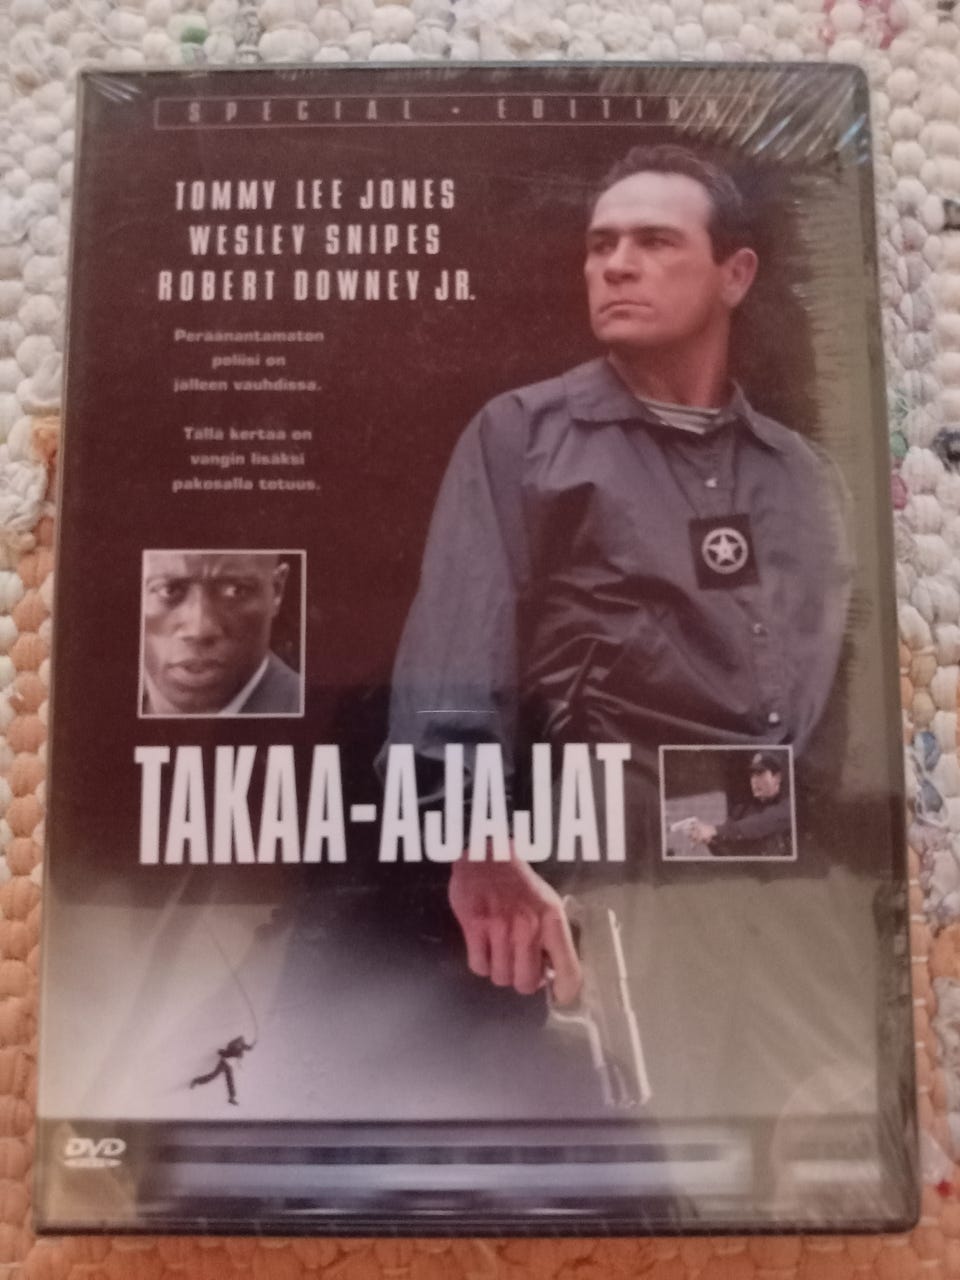 SPECIAL · EDITION
TOMMY LEE JONES
WESLEY SNIPES
ROBERT DOWNEY JR.
Peräänantamaton
poliisi on
jälleen vauhdissa.
Tällä kertaa on
vangin lisäksi
pakosalla totuus.
TAKAA-AJAJAT
DVD